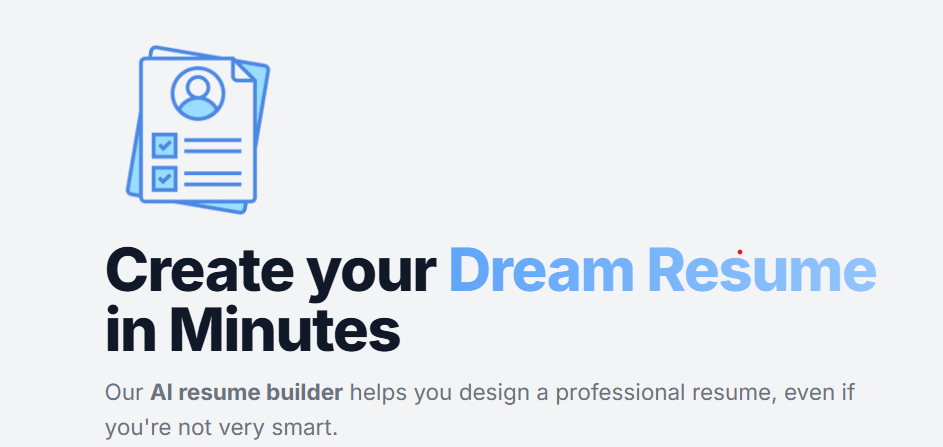 Create your Dream Resume
in Minutes
Our AI resume builder helps you design a professional resume, even if
you're not very smart.